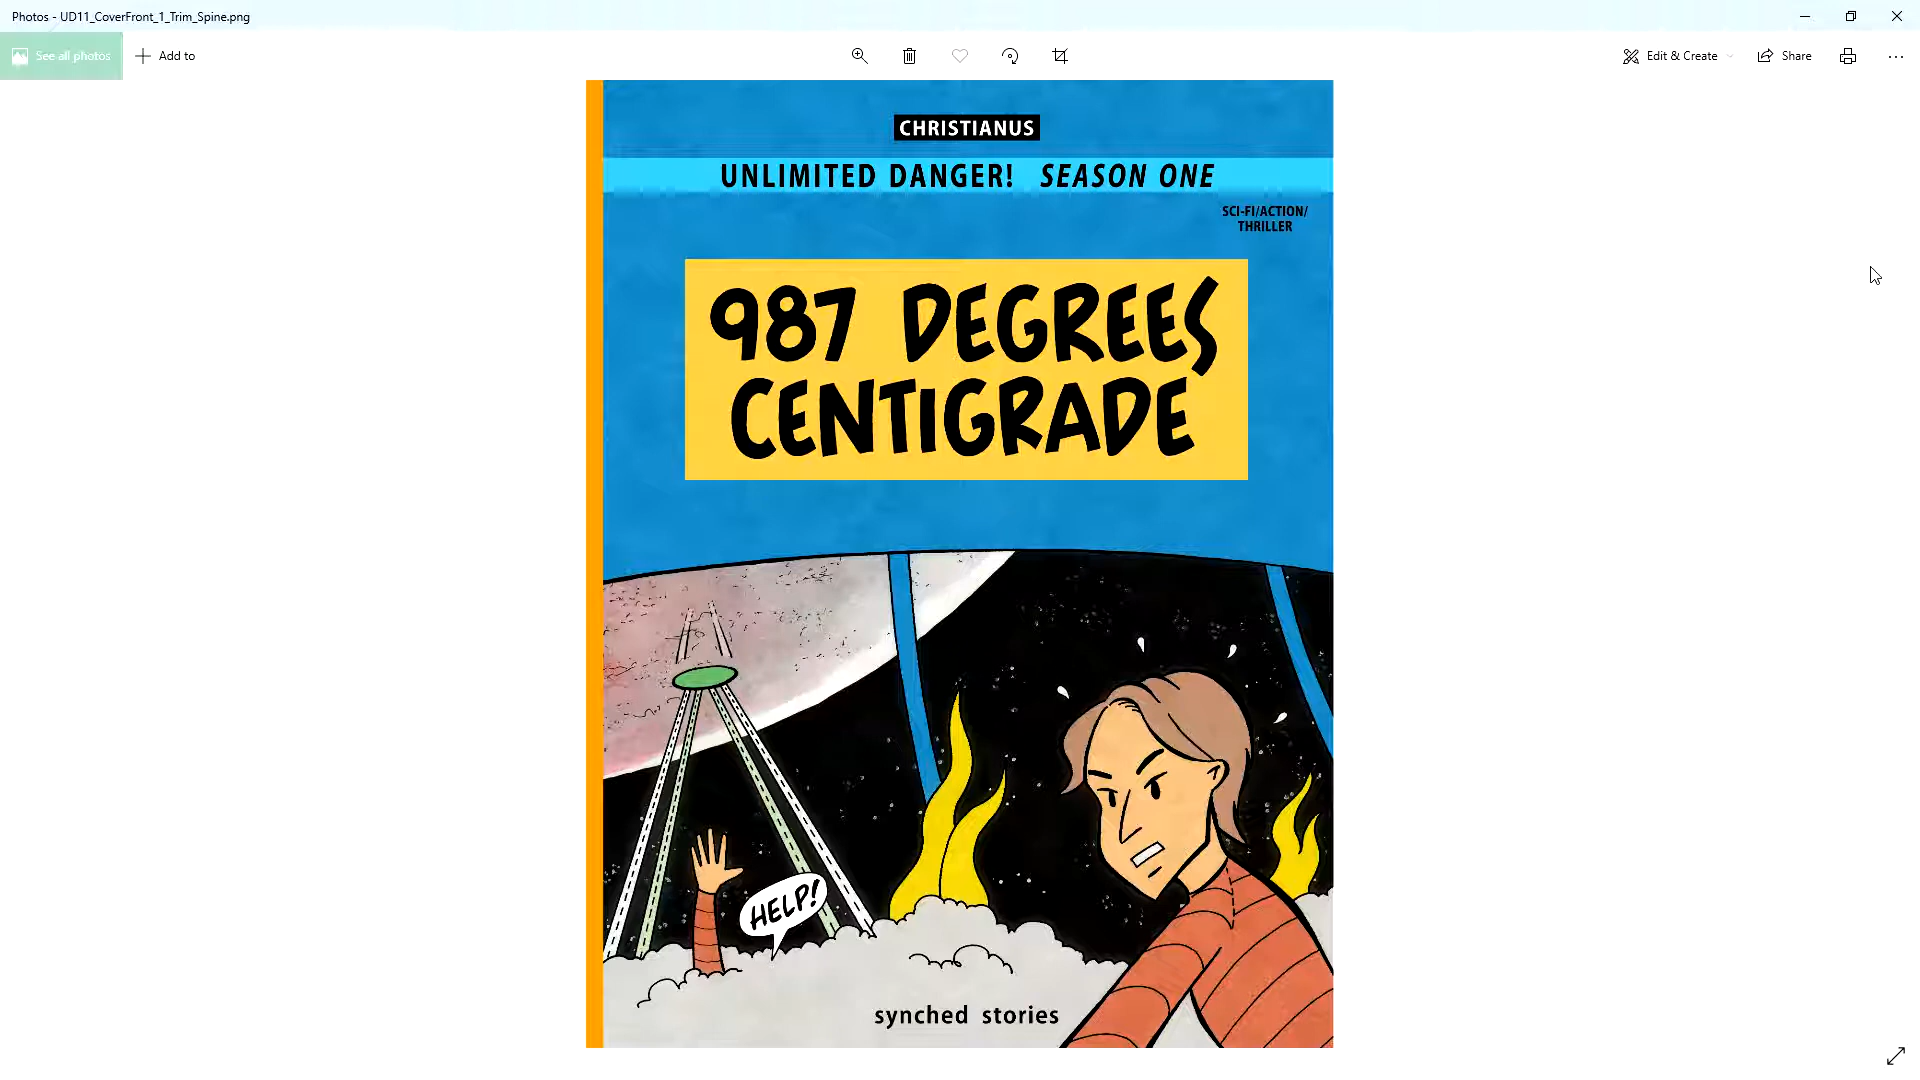 Photos - UD11_CoverFront_1_Trim_Spine.png
See all photos
Add to
Edit & Create
Share
CHRISTIANUS
UNLIMITED DANGER! SEASON ONE
SCI-FI/ACTION/
THRILLER
987 DEGREES
CENTIGRADE
HELP!
synched stories